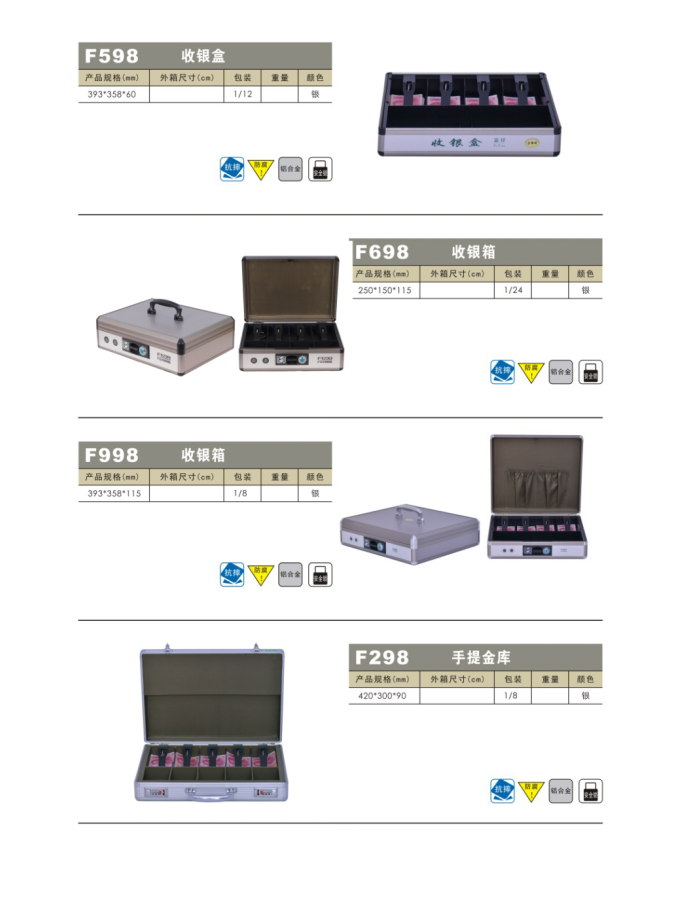 F598 收银盒
产品规格(mm) 外箱尺寸(cm) 包装 重量 颜色
393*358*60 1/12 银
收银盒
抗摔 防腐! 铝合金 安全锁
F698 收银箱
产品规格(mm) 外箱尺寸(cm) 包装 重量 颜色
250*150*115 1/24 银
抗摔 防腐! 铝合金 安全锁
F998 收银箱
产品规格(mm) 外箱尺寸(cm) 包装 重量 颜色
393*358*115 1/8 银
抗摔 防腐! 铝合金 安全锁
F298 手提金库
产品规格(mm) 外箱尺寸(cm) 包装 重量 颜色
420*300*90 1/8 银
抗摔 防腐! 铝合金 安全锁